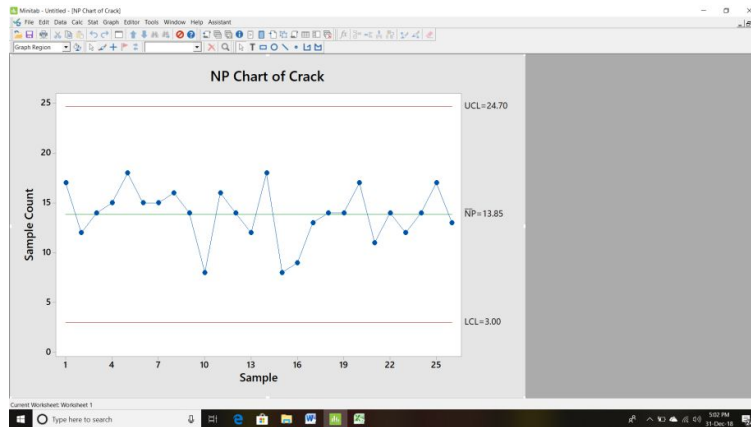 Minitab - Untitled - [NP Chart of Crack]
File Edit Data Calc Stat Graph Editor Tools Window Help Assistant
Graph Region
NP Chart of Crack
25
20
15
10
5
0
Sample Count
UCL=24.70
NP=13.85
LCL=3.00
1 4 7 10 13 16 19 22 25
Sample
Current Worksheet: Worksheet 1
Type here to search
5:02 PM
31-Dec-18